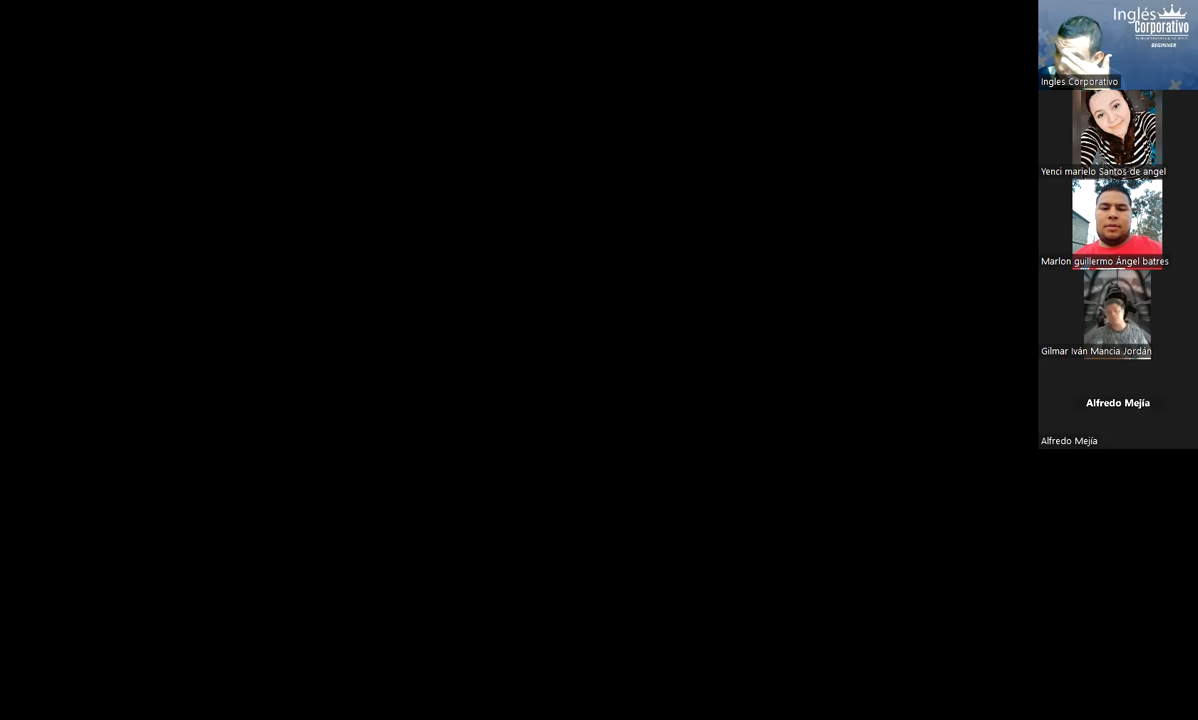 Inglés
Corporativo
BEGINNER
Ingles Corporativo
Yenci marielo Santos de angel
Marlon guillermo Ángel batres
Gilmar Iván Mancia Jordán
Alfredo Mejía
Alfredo Mejía